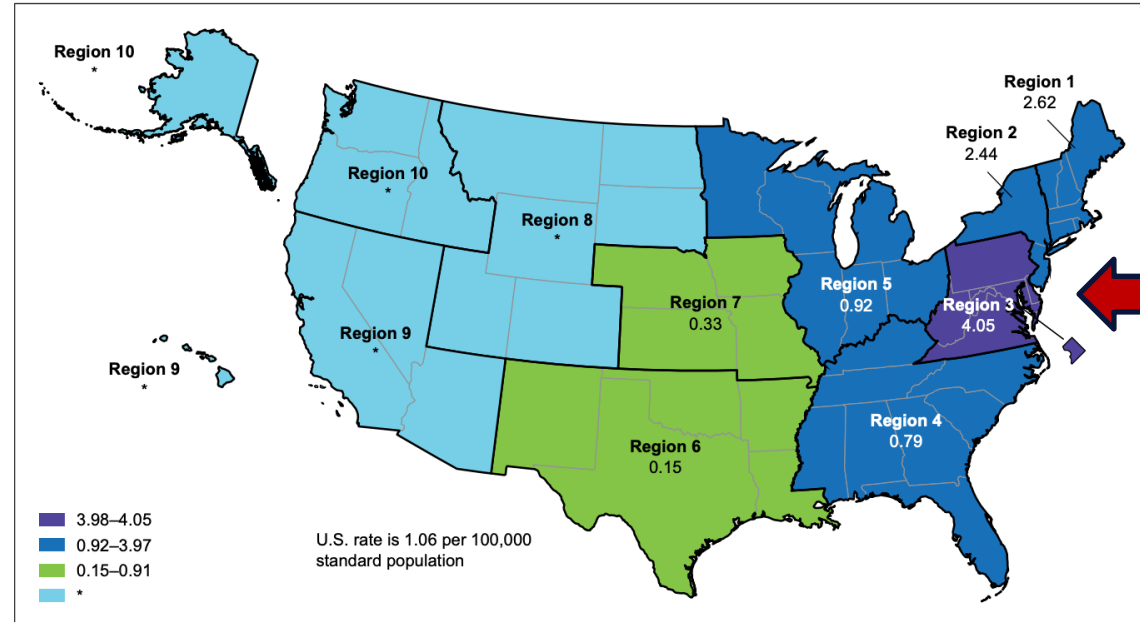 Region 10
*
Region 1
2.62
Region 2
2.44
Region 10
*
Region 8
*
Region 5
0.92
Region 7
0.33
Region 3
4.05
Region 9
*
Region 9
*
Region 4
0.79
Region 6
0.15
3.98–4.05
0.92–3.97
0.15–0.91
*
U.S. rate is 1.06 per 100,000
standard population